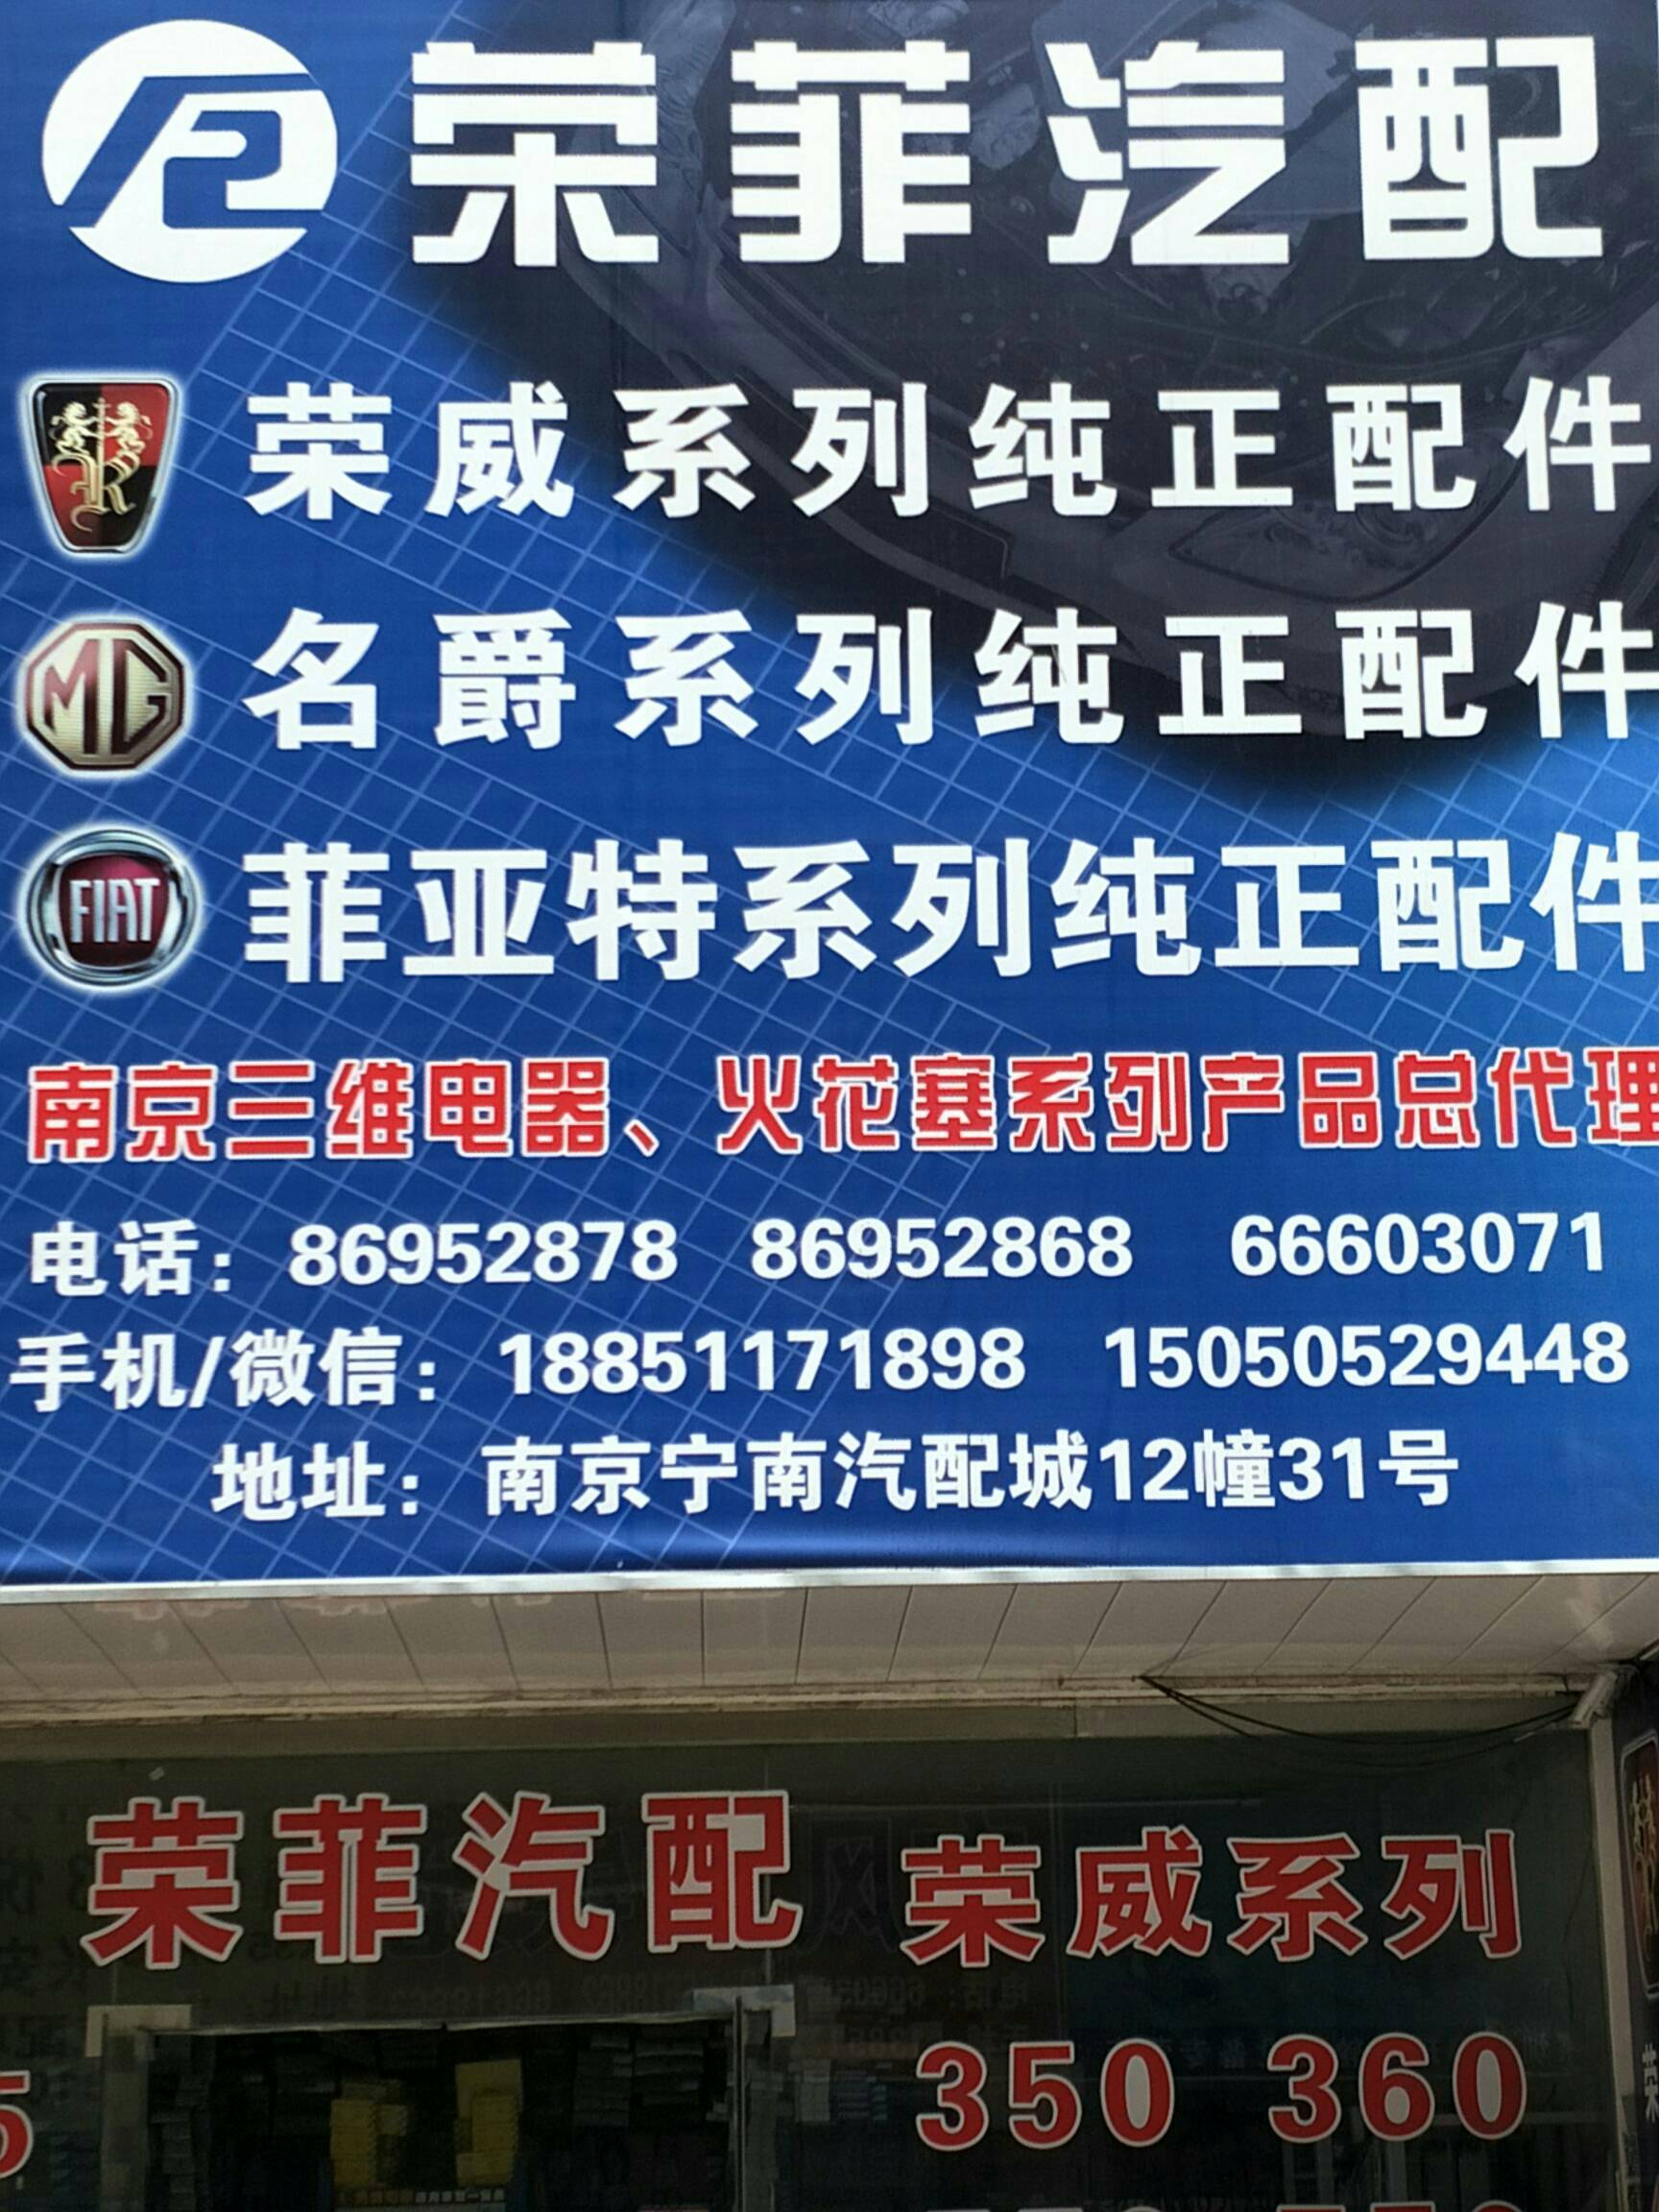 荣菲汽配
荣威系列纯正配件
MG 名爵系列纯正配件
FIAT 菲亚特系列纯正配件
南京三维电器、火花塞系列产品总代理
电话：86952878 86952868 66603071
手机/微信：18851171898 15050529448
地址：南京宁南汽配城12幢31号
荣菲汽配 荣威系列
350 360
5